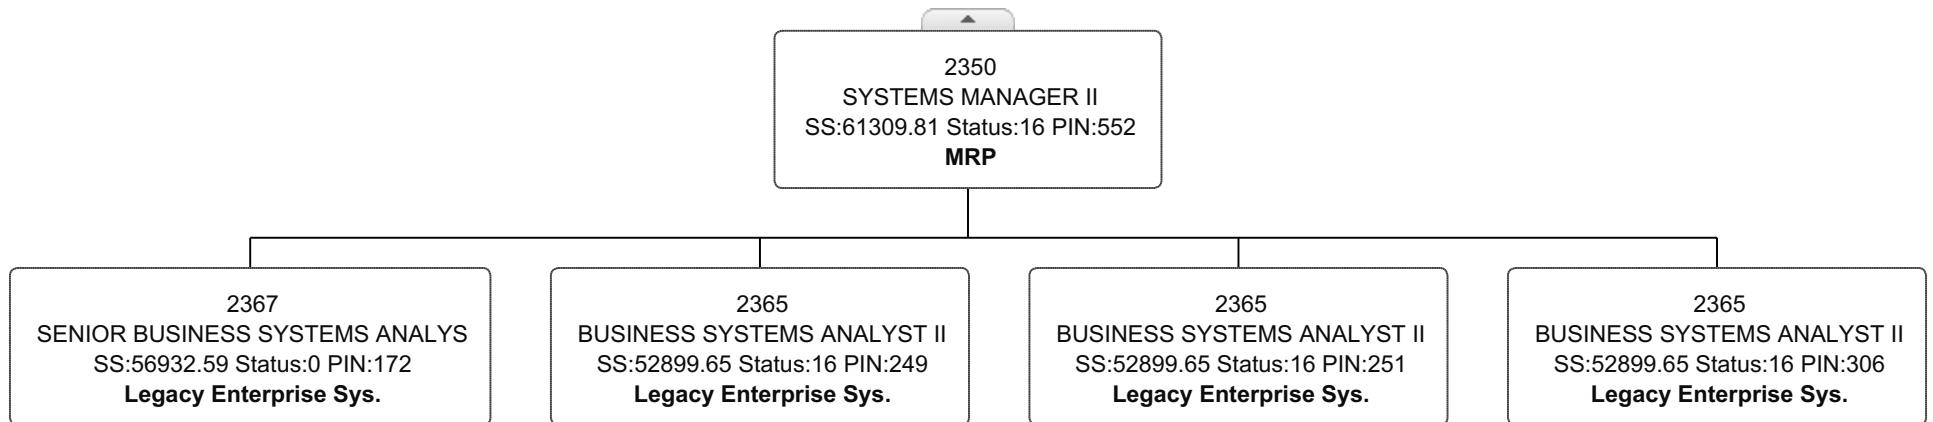 2350
SYSTEMS MANAGER II
SS:61309.81 Status:16 PIN:552
MRP
2367
SENIOR BUSINESS SYSTEMS ANALYS
SS:56932.59 Status:0 PIN:172
Legacy Enterprise Sys.
2365
BUSINESS SYSTEMS ANALYST II
SS:52899.65 Status:16 PIN:249
Legacy Enterprise Sys.
2365
BUSINESS SYSTEMS ANALYST II
SS:52899.65 Status:16 PIN:251
Legacy Enterprise Sys.
2365
BUSINESS SYSTEMS ANALYST II
SS:52899.65 Status:16 PIN:306
Legacy Enterprise Sys.